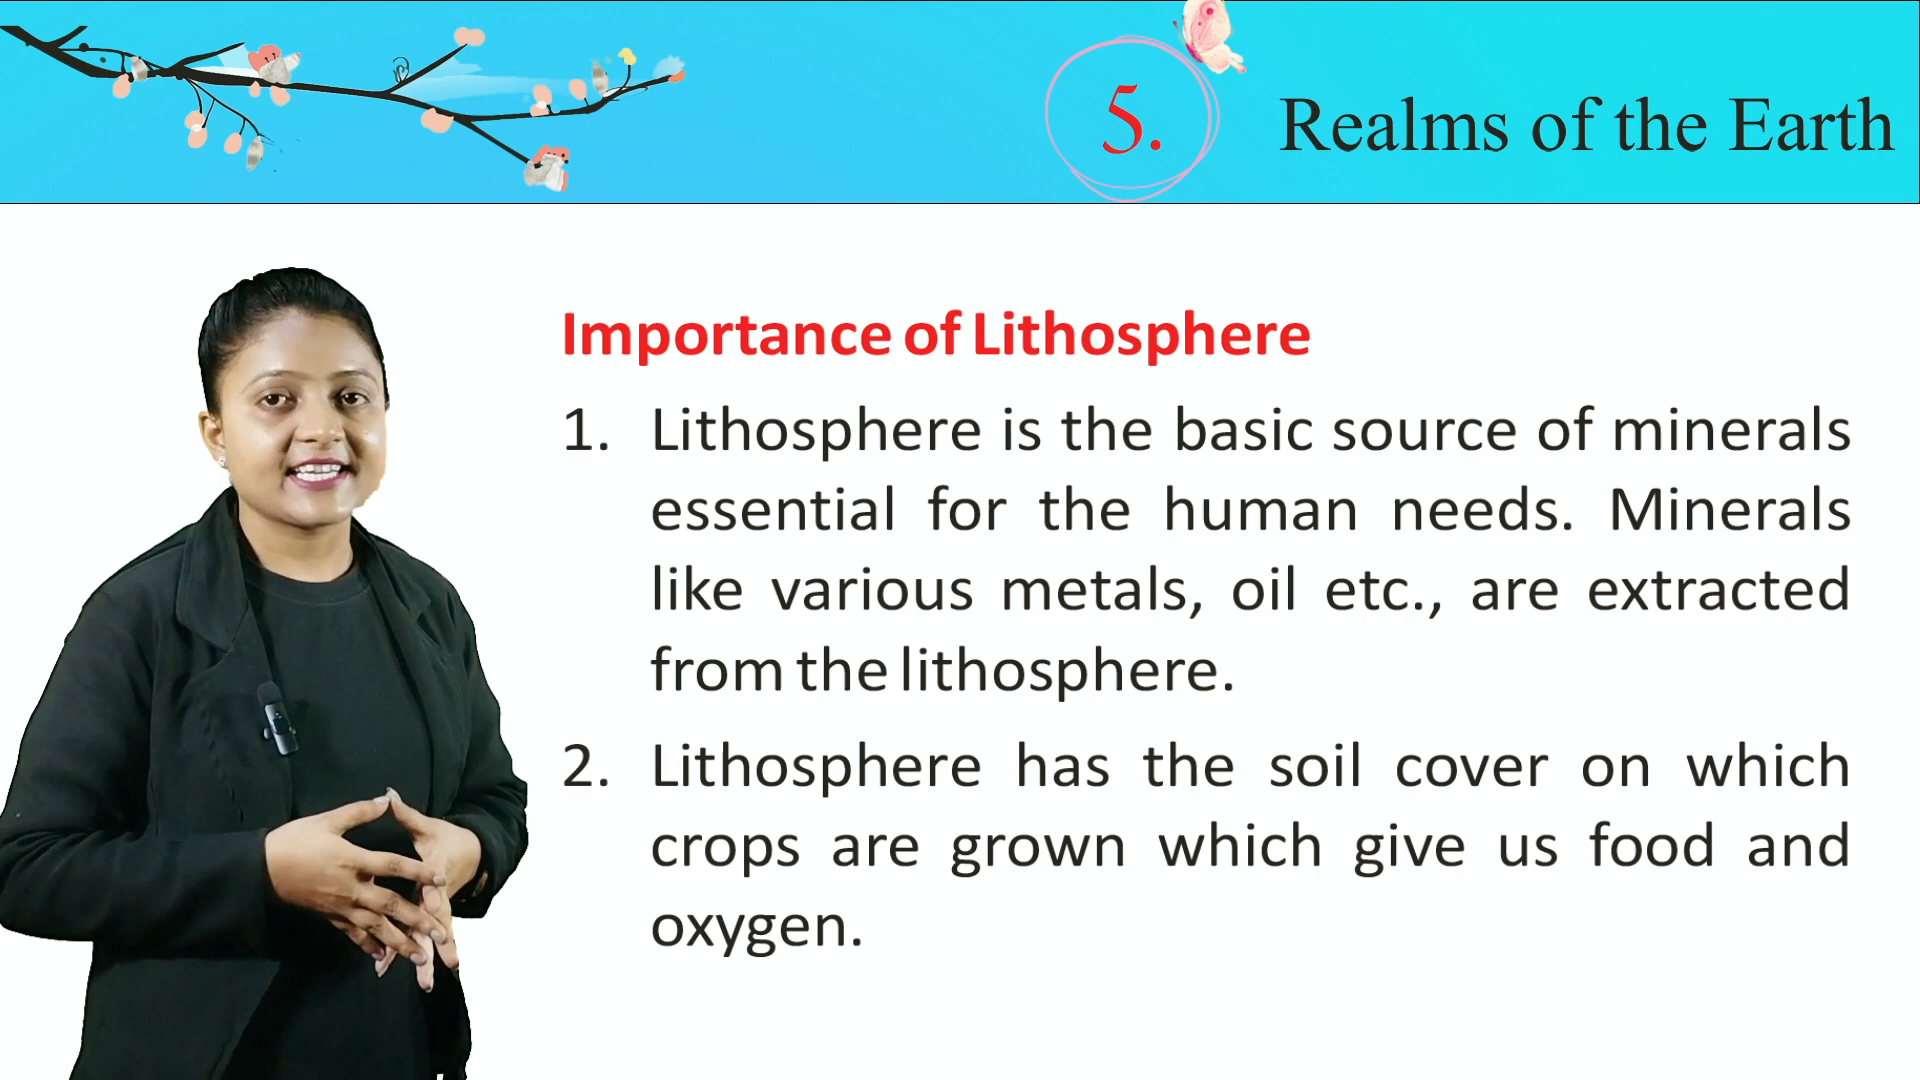 5. Realms of the Earth
Importance of Lithosphere
1. Lithosphere is the basic source of minerals
essential for the human needs. Minerals
like various metals, oil etc., are extracted
from the lithosphere.
2. Lithosphere has the soil cover on which
crops are grown which give us food and
oxygen.